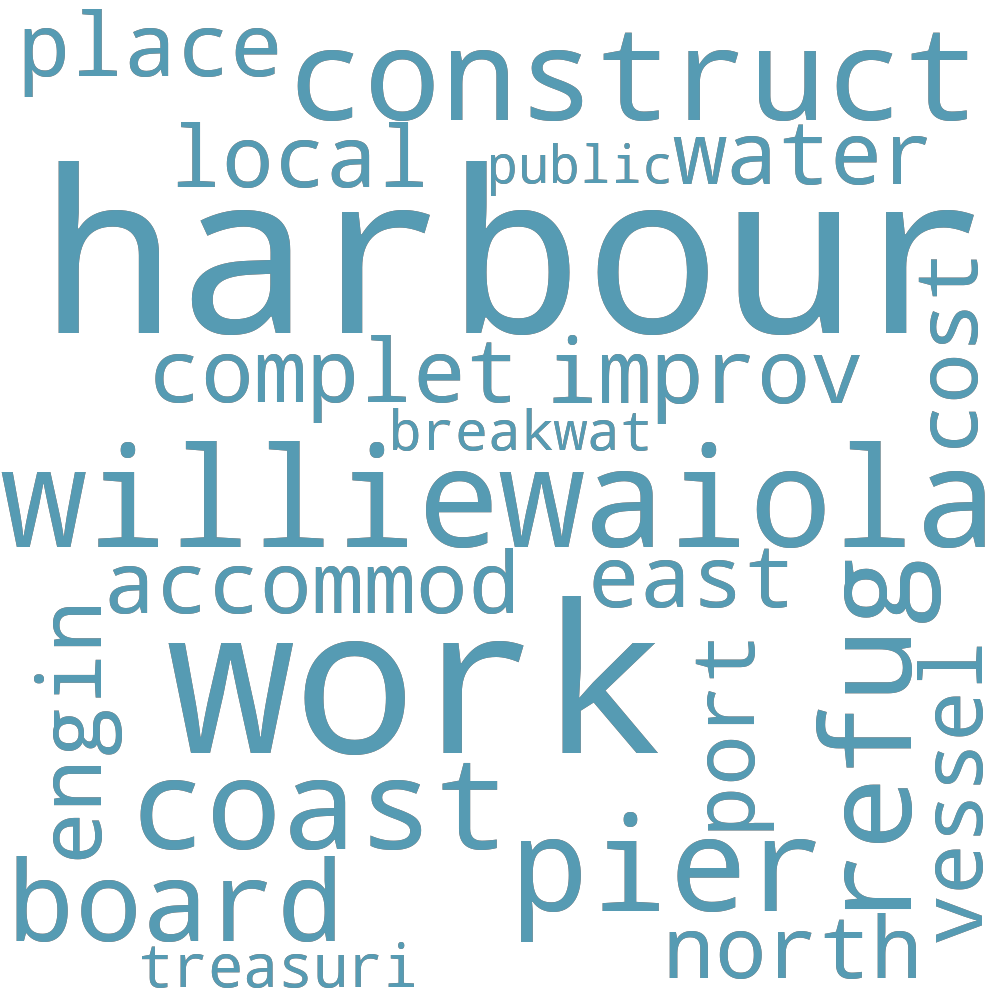 place
construct
local
public
water
harbour
cost
complet
improv
breakwat
williewaiola
accommod
east
refug
engin
work
port
vessel
coast
pier
board
north
treasuri